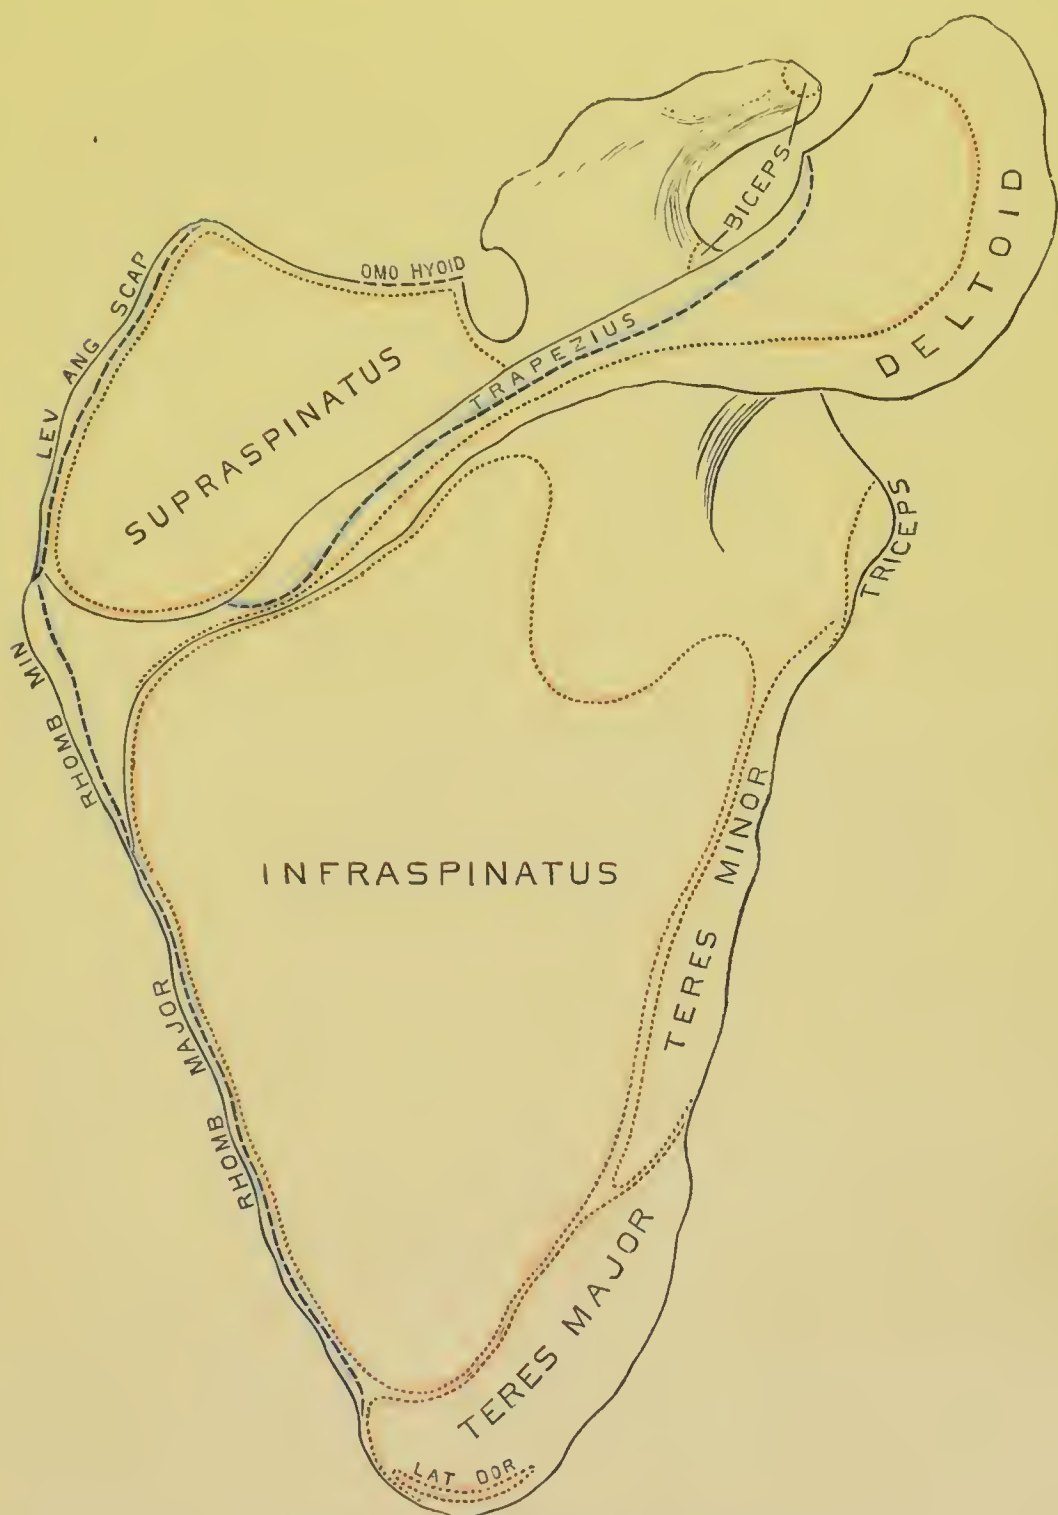 BICEPS
DELTOID
OMO HYOID
LEV ANG SCAP
TRAPEZIUS
SUPRASPINATUS
TRICEPS
RHOMB MIN
INFRASPINATUS
TERES MINOR
RHOMB MAJOR
TERES MAJOR
LAT DOR